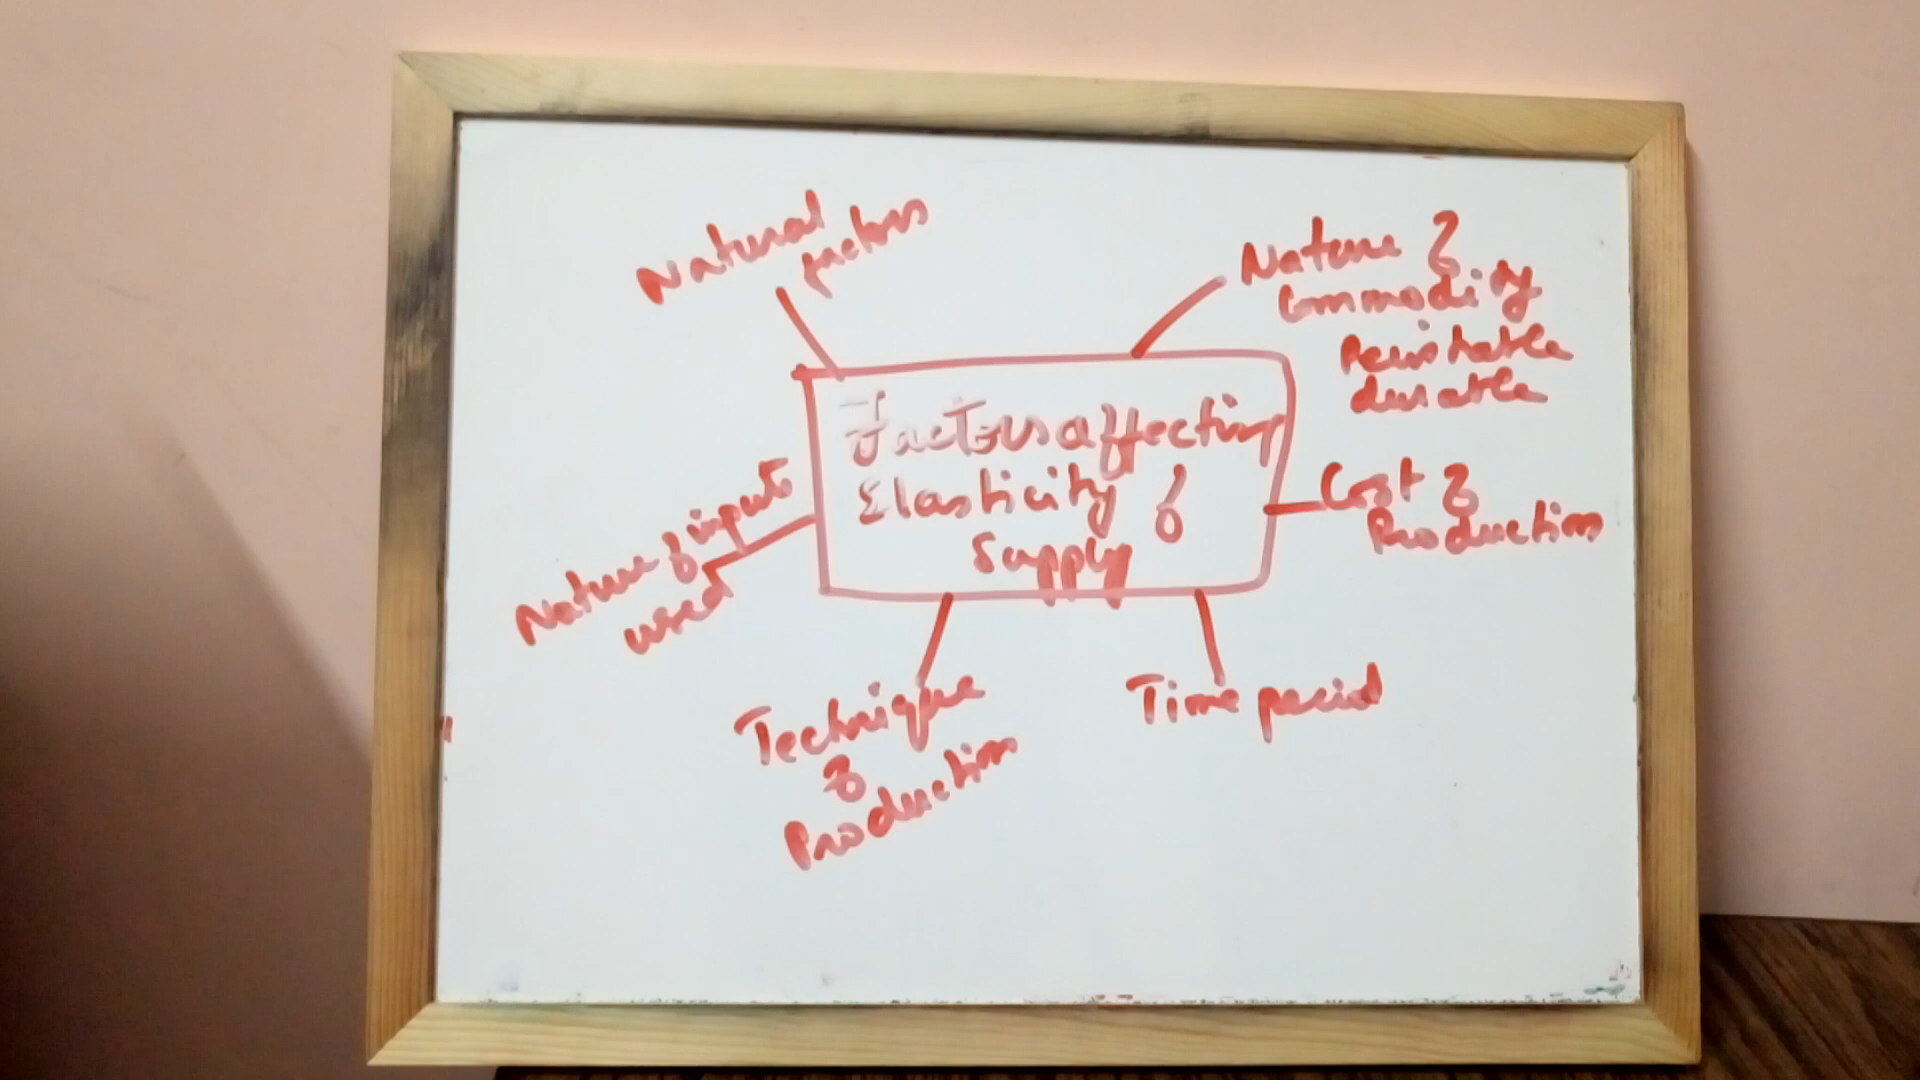 Natural
factors
Nature of
Commodity
Perishable
durable
Factors affecting
Elasticity of
Supply
Cost of
Production
Nature of inputs
used
Technique
of
Production
Time period